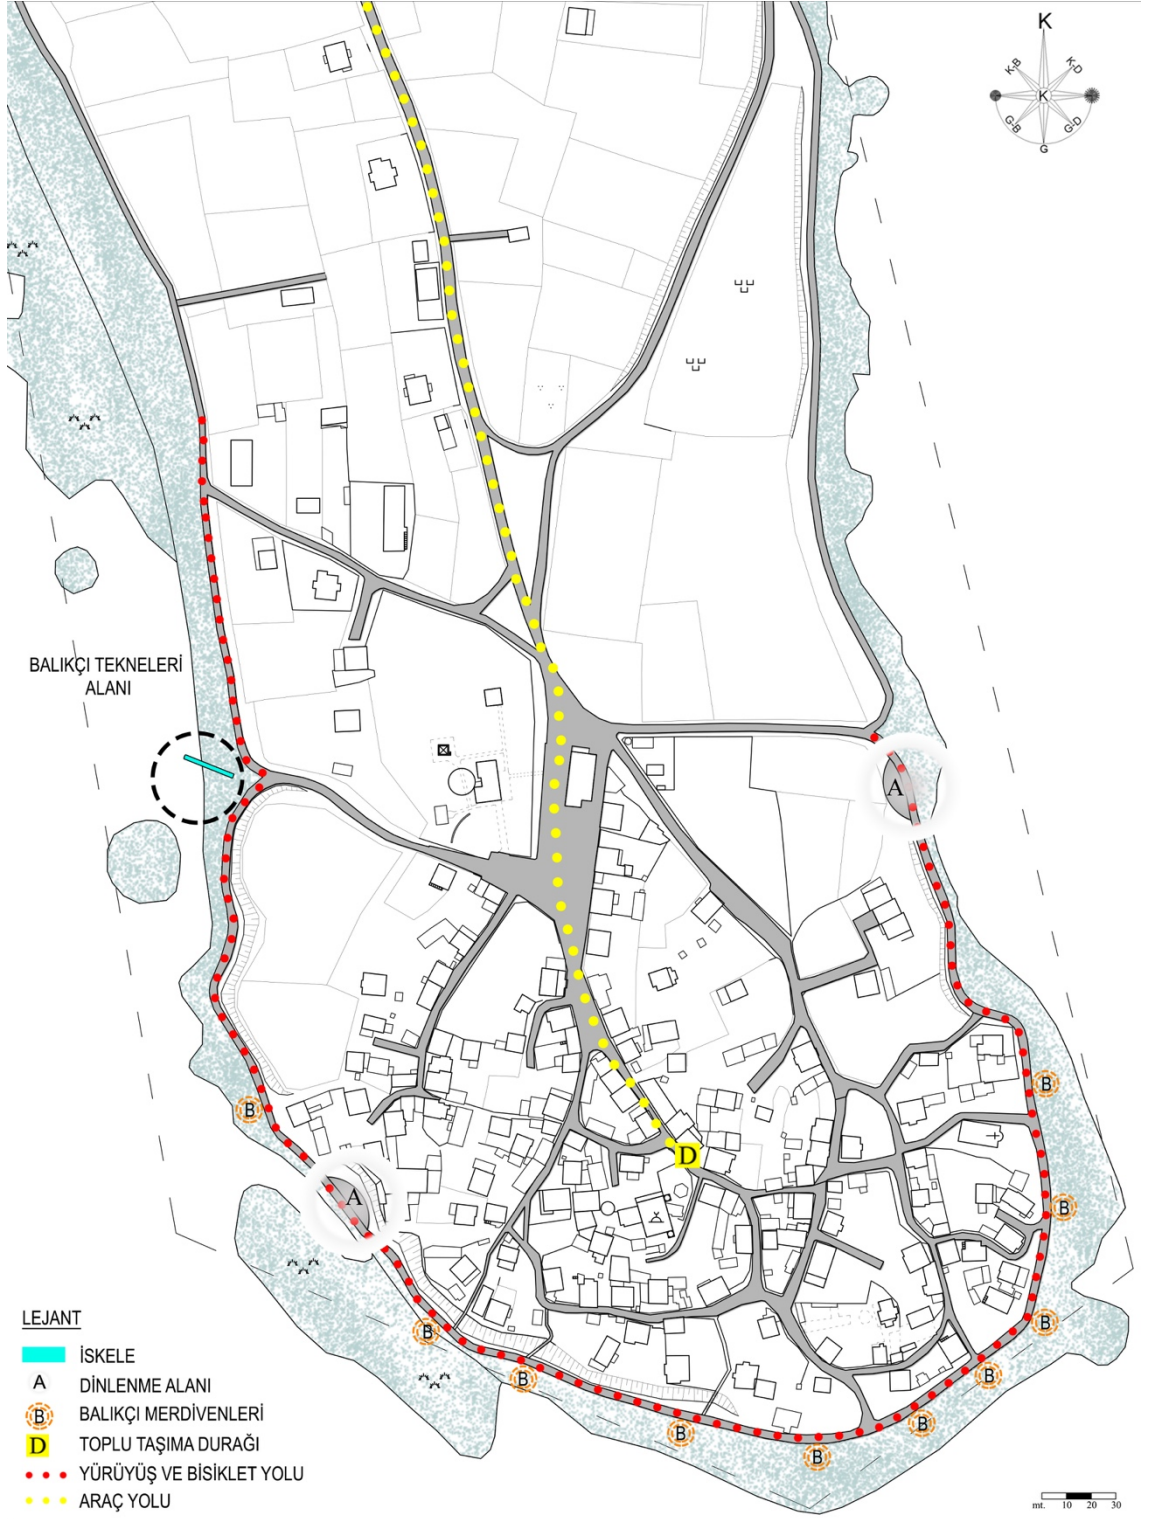 K
K-B
K-D
K
G-B
G-D
G
BALIKÇI TEKNELERİ
ALANI
A
B
A
D
B
B
B
B
B
B
B
B
B
B
LEJANT
İSKELE
A DİNLENME ALANI
B BALIKÇI MERDİVENLERİ
D TOPLU TAŞIMA DURAĞI
YÜRÜYÜŞ VE BİSİKLET YOLU
ARAÇ YOLU
mt. 10 20 30